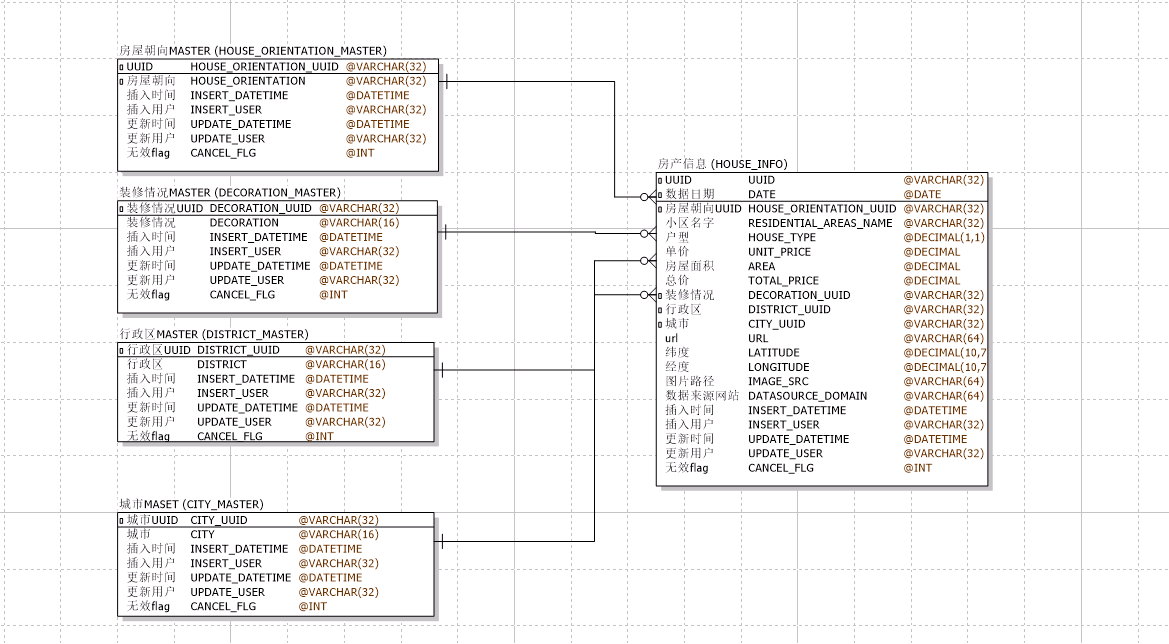 房屋朝向MASTER (HOUSE_ORIENTATION_MASTER)
UUID HOUSE_ORIENTATION_UUID @VARCHAR(32)
房屋朝向 HOUSE_ORIENTATION @VARCHAR(32)
插入时间 INSERT_DATETIME @DATETIME
插入用户 INSERT_USER @VARCHAR(32)
更新时间 UPDATE_DATETIME @DATETIME
更新用户 UPDATE_USER @VARCHAR(32)
无效flag CANCEL_FLG @INT
装修情况MASTER (DECORATION_MASTER)
装修情况UUID DECORATION_UUID @VARCHAR(32)
装修情况 DECORATION @VARCHAR(16)
插入时间 INSERT_DATETIME @DATETIME
插入用户 INSERT_USER @VARCHAR(32)
更新时间 UPDATE_DATETIME @DATETIME
更新用户 UPDATE_USER @VARCHAR(32)
无效flag CANCEL_FLG @INT
行政区MASTER (DISTRICT_MASTER)
行政区UUID DISTRICT_UUID @VARCHAR(32)
行政区 DISTRICT @VARCHAR(16)
插入时间 INSERT_DATETIME @DATETIME
插入用户 INSERT_USER @VARCHAR(32)
更新时间 UPDATE_DATETIME @DATETIME
更新用户 UPDATE_USER @VARCHAR(32)
无效flag CANCEL_FLG @INT
城市MASET (CITY_MASTER)
城市UUID CITY_UUID @VARCHAR(32)
城市 CITY @VARCHAR(16)
插入时间 INSERT_DATETIME @DATETIME
插入用户 INSERT_USER @VARCHAR(32)
更新时间 UPDATE_DATETIME @DATETIME
更新用户 UPDATE_USER @VARCHAR(32)
无效flag CANCEL_FLG @INT
房产信息 (HOUSE_INFO)
UUID UUID @VARCHAR(32)
数据日期 DATE @DATE
房屋朝向UUID HOUSE_ORIENTATION_UUID @VARCHAR(32)
小区名字 RESIDENTIAL_AREAS_NAME @VARCHAR(32)
户型 HOUSE_TYPE @DECIMAL(1,1)
单价 UNIT_PRICE @DECIMAL
房屋面积 AREA @DECIMAL
总价 TOTAL_PRICE @DECIMAL
装修情况 DECORATION_UUID @VARCHAR(32)
行政区 DISTRICT_UUID @VARCHAR(32)
城市 CITY_UUID @VARCHAR(32)
url URL @VARCHAR(64)
纬度 LATITUDE @DECIMAL(10,7
经度 LONGITUDE @DECIMAL(10,7
图片路径 IMAGE_SRC @VARCHAR(64)
数据来源网站 DATASOURCE_DOMAIN @VARCHAR(64)
插入时间 INSERT_DATETIME @DATETIME
插入用户 INSERT_USER @VARCHAR(32)
更新时间 UPDATE_DATETIME @DATETIME
更新用户 UPDATE_USER @VARCHAR(32)
无效flag CANCEL_FLG @INT